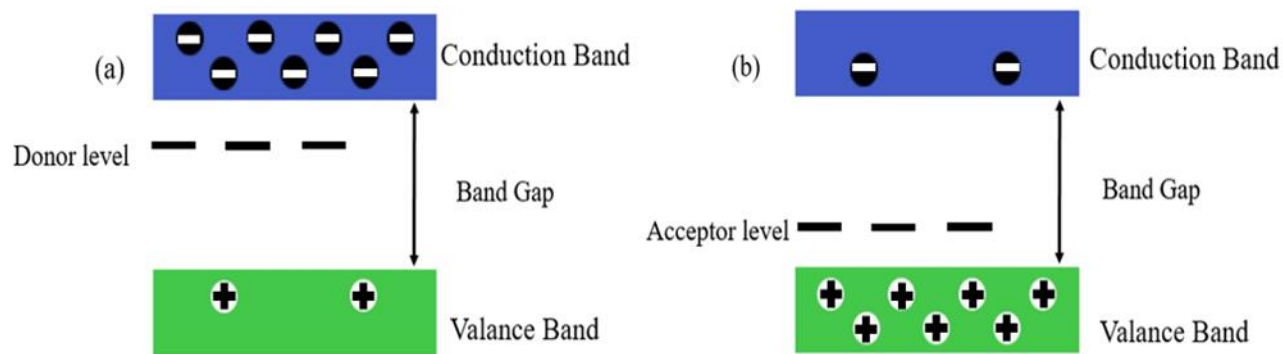 (a)
Conduction Band
Donor level
Band Gap
Valance Band
(b)
Conduction Band
Band Gap
Acceptor level
Valance Band